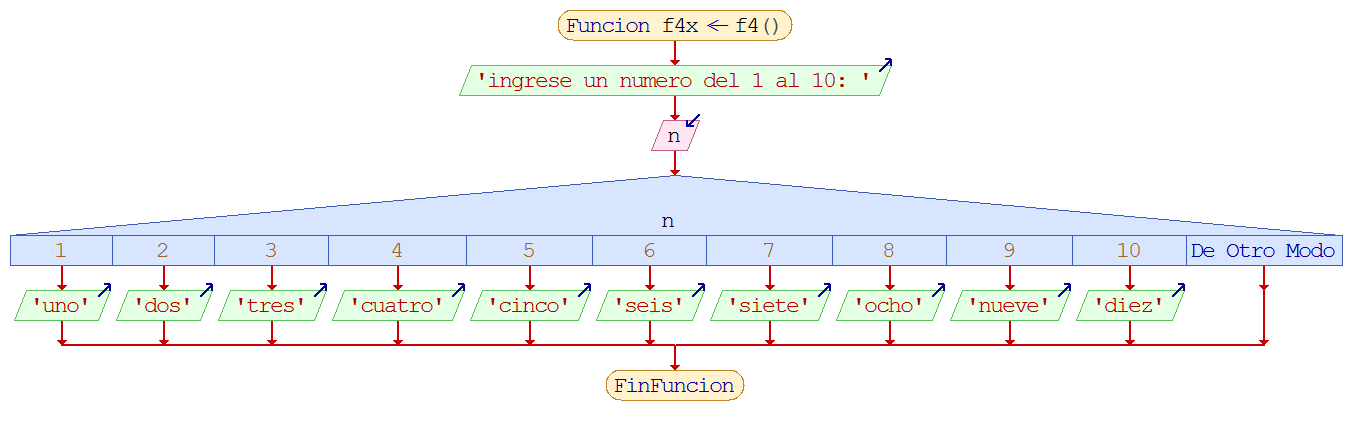 Funcion f4x <- f4()
'ingrese un numero del 1 al 10: '
n
n
1 2 3 4 5 6 7 8 9 10 De Otro Modo
'uno' 'dos' 'tres' 'cuatro' 'cinco' 'seis' 'siete' 'ocho' 'nueve' 'diez'
FinFuncion